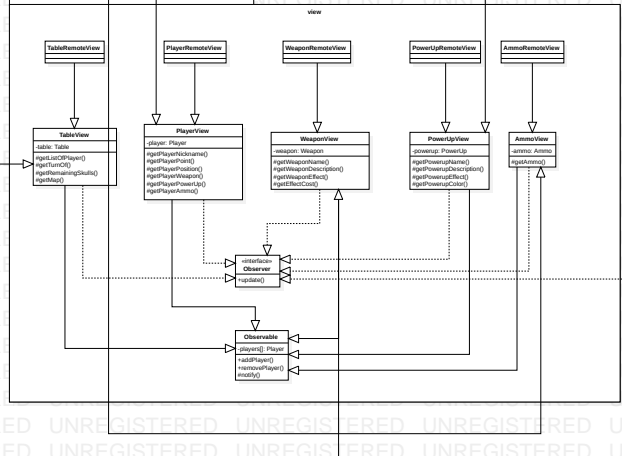 view
TableRemoteView
PlayerRemoteView
WeaponRemoteView
PowerUpRemoteView
AmmoRemoteView
TableView
-table: Table
#getListOfPlayer()
#getTurnOf()
#getRemainingSkulls()
#getMap()
PlayerView
-player: Player
#getPlayerNickname()
#getPlayerPoint()
#getPlayerPosition()
#getPlayerWeapon()
#getPlayerPowerUp()
#getPlayerAmmo()
WeaponView
-weapon: Weapon
#getWeaponName()
#getWeaponDescription()
#getWeaponEffect()
#getEffectCost()
PowerUpView
-powerup: PowerUp
#getPowerupName()
#getPowerupDescription()
#getPowerupEffect()
#getPowerupColor()
AmmoView
-ammo: Ammo
#getAmmo()
«interface»
Observer
+update()
Observable
-players[]: Player
+addPlayer()
+removePlayer()
#notify()
ED UNREGISTERED UNREGISTERED UNREGISTERED UNREGISTERED
ED UNREGISTERED UNREGISTERED UNREGISTERED UNREGISTERED